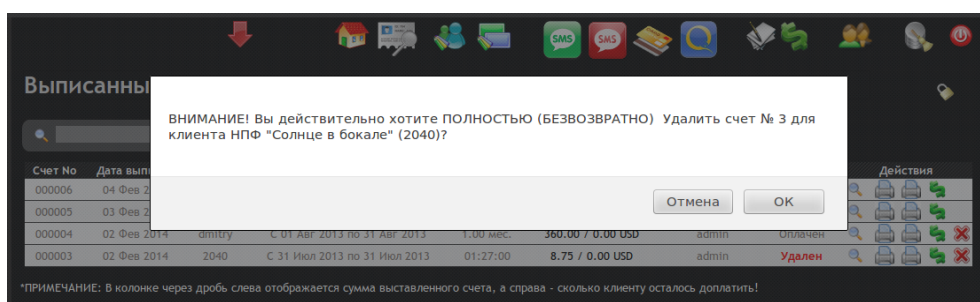 SMS SMS
Выписанны
ВНИМАНИЕ! Вы действительно хотите ПОЛНОСТЬЮ (БЕЗВОЗВРАТНО) Удалить счет № 3 для
клиента НПФ "Солнце в бокале" (2040)?
Отмена ОК
Счет No Дата вып Действия
000006 04 Фев 2
000005 03 Фев 2
000004 02 Фев 2014 dmitry С 01 Авг 2013 по 31 Авг 2013 1.00 мес. 360.00 / 0.00 USD admin Оплачен
000003 02 Фев 2014 2040 С 31 Июл 2013 по 31 Июл 2013 01:27:00 8.75 / 0.00 USD admin Удален
*ПРИМЕЧАНИЕ: В колонке через дробь слева отображается сумма выставленного счета, а справа - сколько клиенту осталось доплатить!